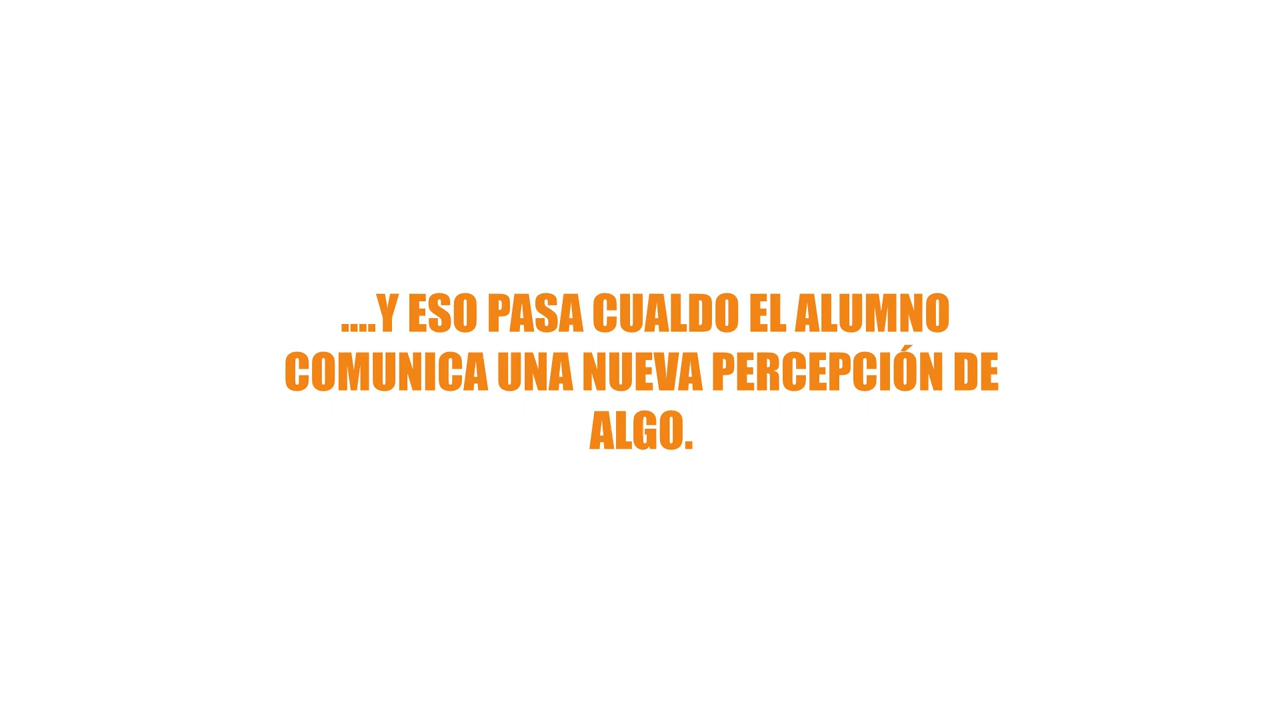 ....Y ESO PASA CUALDO EL ALUMNO
COMUNICA UNA NUEVA PERCEPCIÓN DE
ALGO.